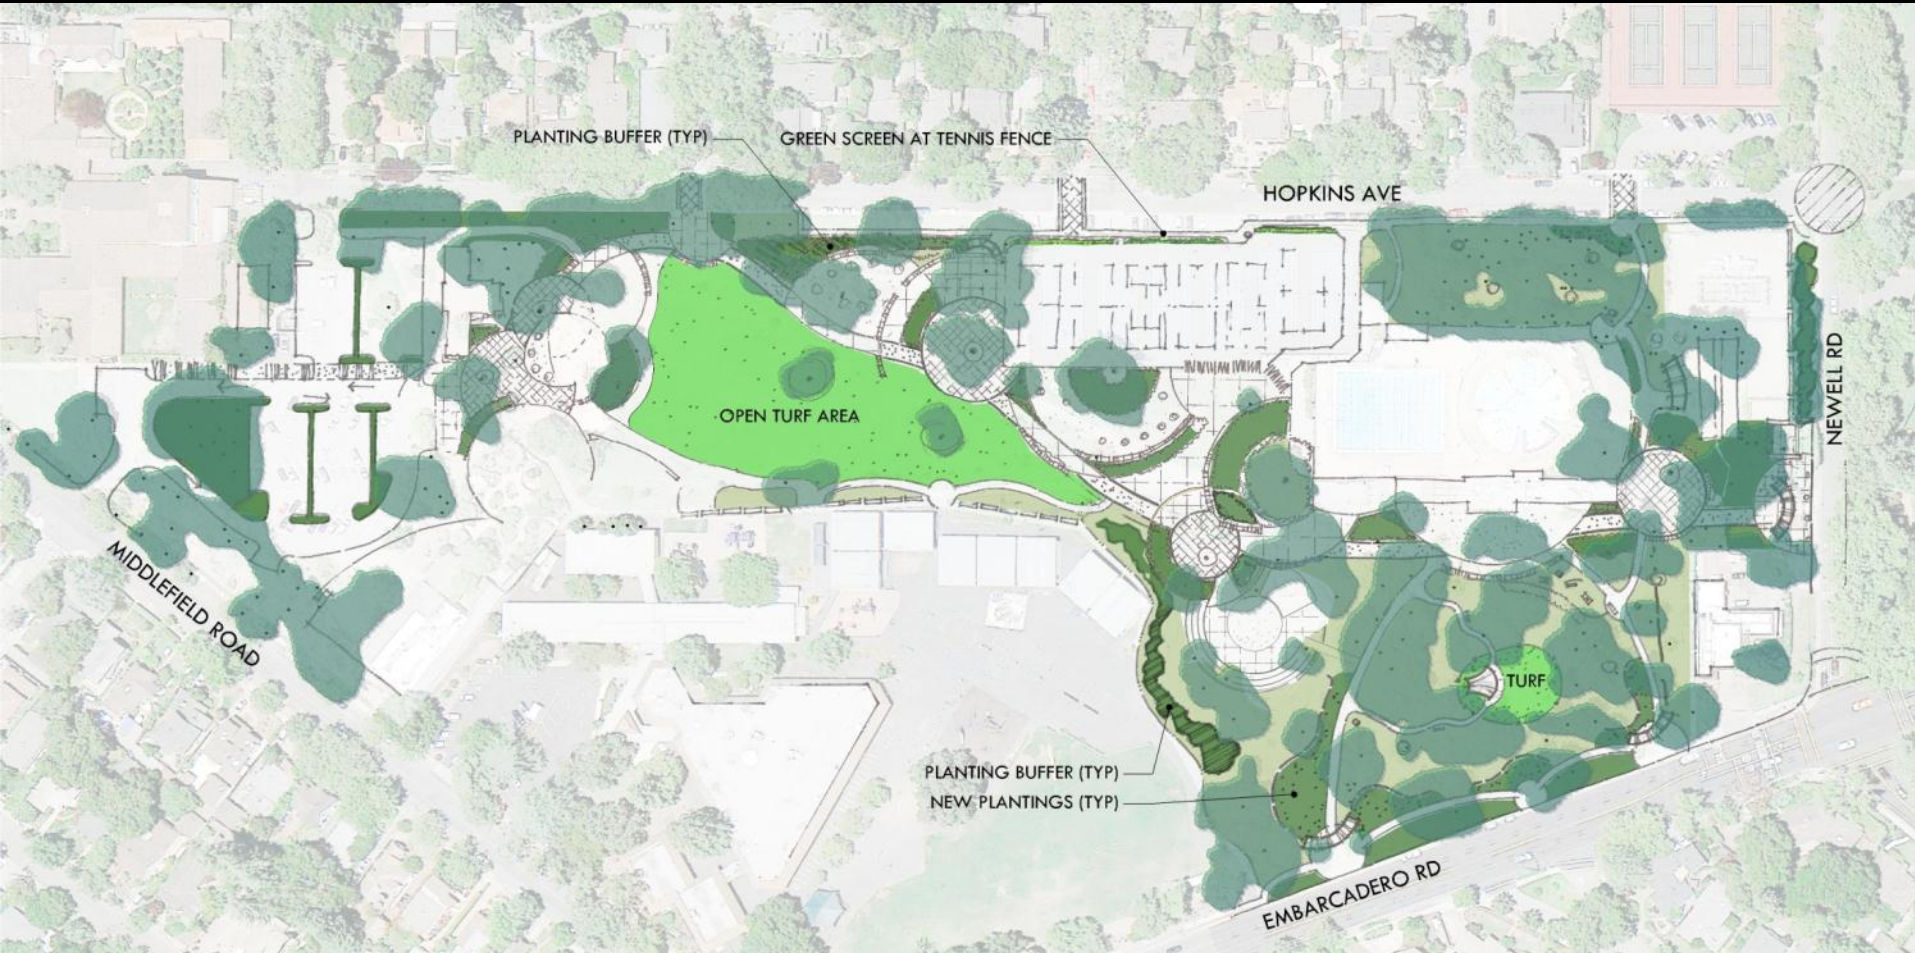 PLANTING BUFFER (TYP)
GREEN SCREEN AT TENNIS FENCE
HOPKINS AVE
NEWELL RD
OPEN TURF AREA
MIDDLEFIELD ROAD
TURF
PLANTING BUFFER (TYP)
NEW PLANTINGS (TYP)
EMBARCADERO RD